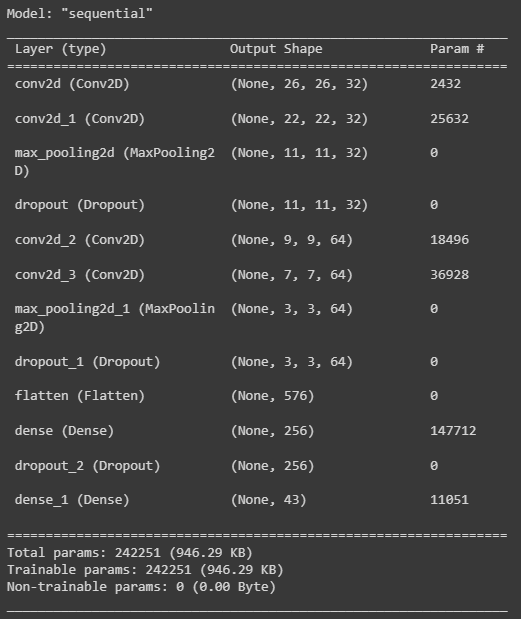 Model: "sequential"
_________________________________________________________________
Layer (type) Output Shape Param #
=================================================================
conv2d (Conv2D) (None, 26, 26, 32) 2432
conv2d_1 (Conv2D) (None, 22, 22, 32) 25632
max_pooling2d (MaxPooling2 (None, 11, 11, 32) 0
D)
dropout (Dropout) (None, 11, 11, 32) 0
conv2d_2 (Conv2D) (None, 9, 9, 64) 18496
conv2d_3 (Conv2D) (None, 7, 7, 64) 36928
max_pooling2d_1 (MaxPoolin (None, 3, 3, 64) 0
g2D)
dropout_1 (Dropout) (None, 3, 3, 64) 0
flatten (Flatten) (None, 576) 0
dense (Dense) (None, 256) 147712
dropout_2 (Dropout) (None, 256) 0
dense_1 (Dense) (None, 43) 11051
=================================================================
Total params: 242251 (946.29 KB)
Trainable params: 242251 (946.29 KB)
Non-trainable params: 0 (0.00 Byte)
_________________________________________________________________